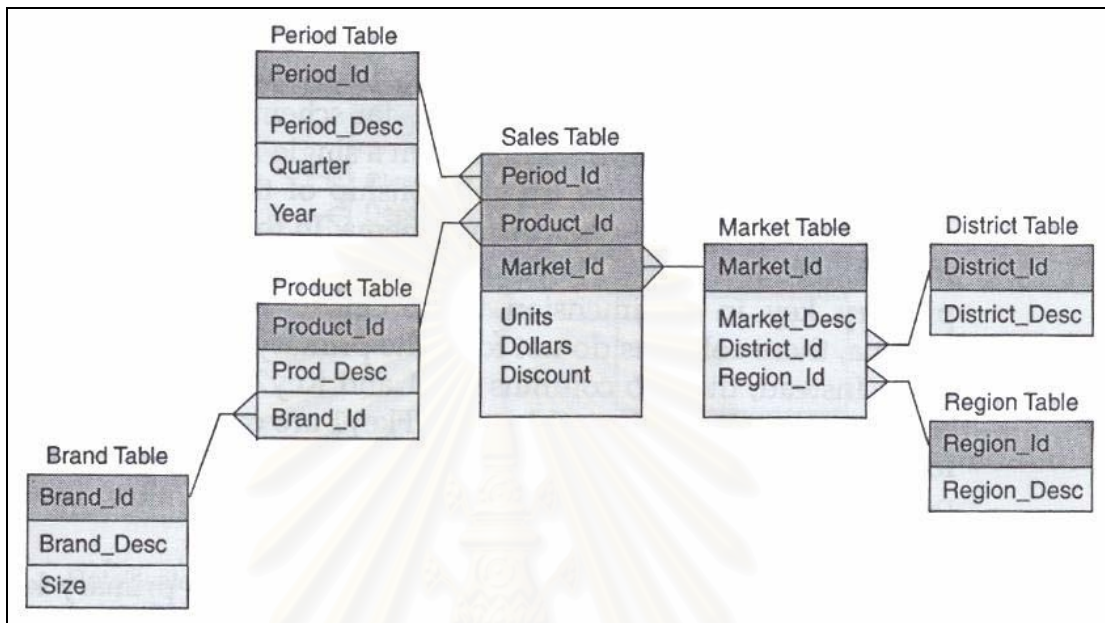 Period Table
Period_Id
Period_Desc
Quarter
Year
Sales Table
Period_Id
Product_Id
Market_Id
Units
Dollars
Discount
Product Table
Product_Id
Prod_Desc
Brand_Id
Brand Table
Brand_Id
Brand_Desc
Size
Market Table
Market_Id
Market_Desc
District_Id
Region_Id
District Table
District_Id
District_Desc
Region Table
Region_Id
Region_Desc